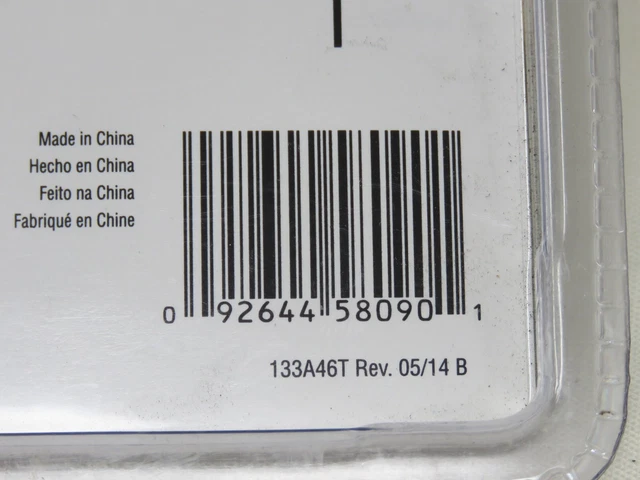 Made in China
Hecho en China
Feito na China
Fabriqué en Chine
0 92644 58090 1
133A46T Rev. 05/14 B